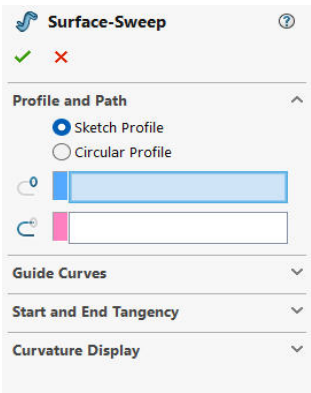 Surface-Sweep
Profile and Path
Sketch Profile
Circular Profile
Guide Curves
Start and End Tangency
Curvature Display